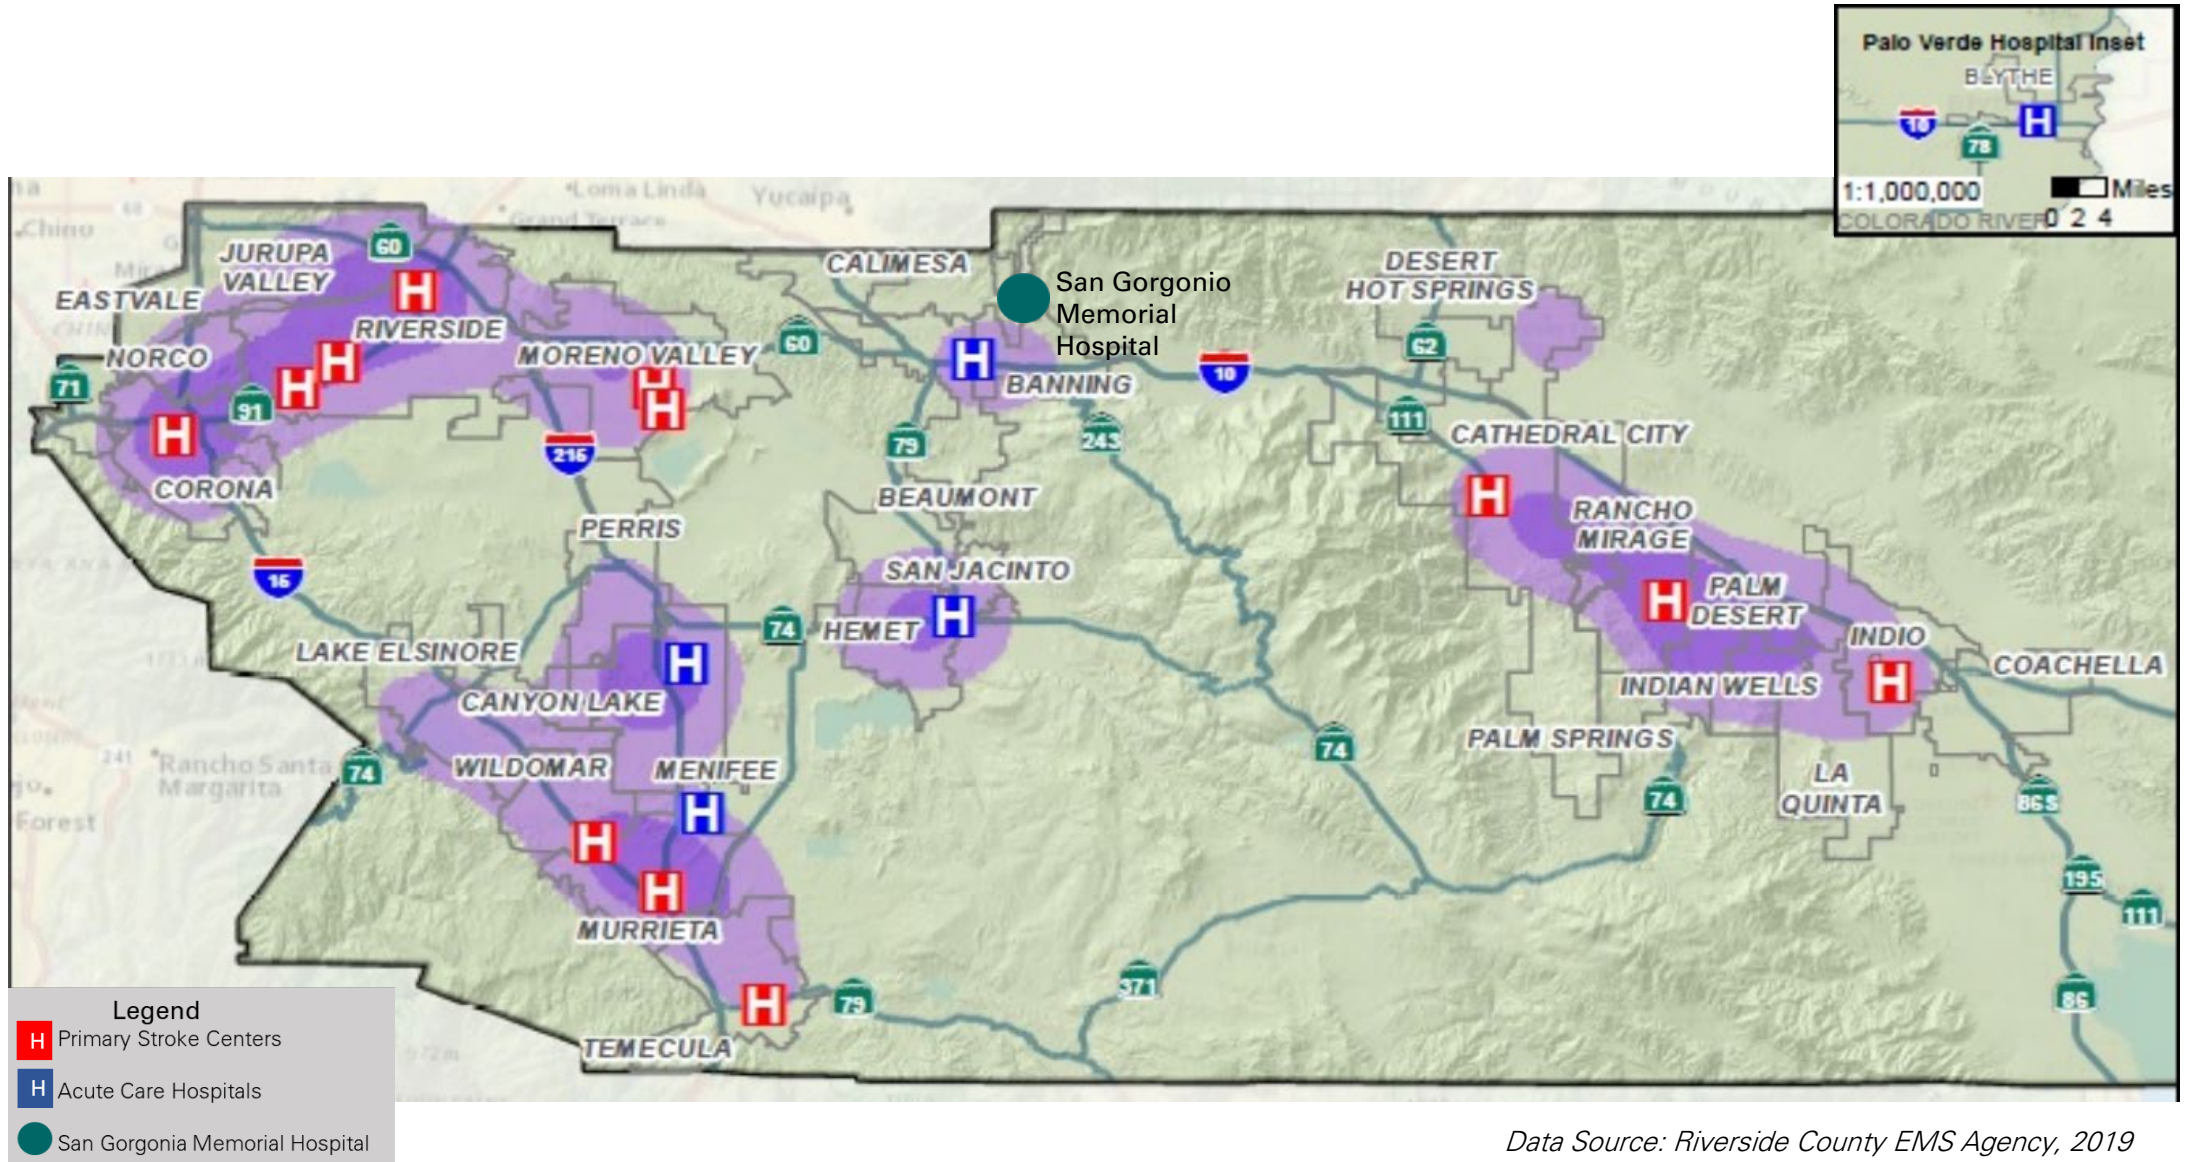 Palo Verde Hospital Inset
BLYTHE
10
H
78
1:1,000,000
Miles
COLORADO RIVER
0 2 4
Loma Linda
Yucaipa
Grand Terrace
Chino
60
JURUPA
VALLEY
60
H
EASTVALE
RIVERSIDE
NORCO
H
H
71
91
H
CORONA
MORENO VALLEY
H
H
60
215
PERRIS
15
CALIMESA
San Gorgonio
Memorial
Hospital
H
BANNING
10
79
243
BEAUMONT
SAN JACINTO
HEMET
H
74
DESERT
HOT SPRINGS
62
111
CATHEDRAL CITY
H
RANCHO
MIRAGE
H
PALM
DESERT
INDIO
H
COACHELLA
INDIAN WELLS
PALM SPRINGS
LA
QUINTA
74
74
86S
195
111
86
LAKE ELSINORE
H
CANYON LAKE
241
Rancho Santa
Margarita
Forest
74
WILDOMAR
MENIFEE
H
H
H
MURRIETA
H
79
371
TEMECULA
972m
Legend
H Primary Stroke Centers
H Acute Care Hospitals
San Gorgonia Memorial Hospital
Data Source: Riverside County EMS Agency, 2019